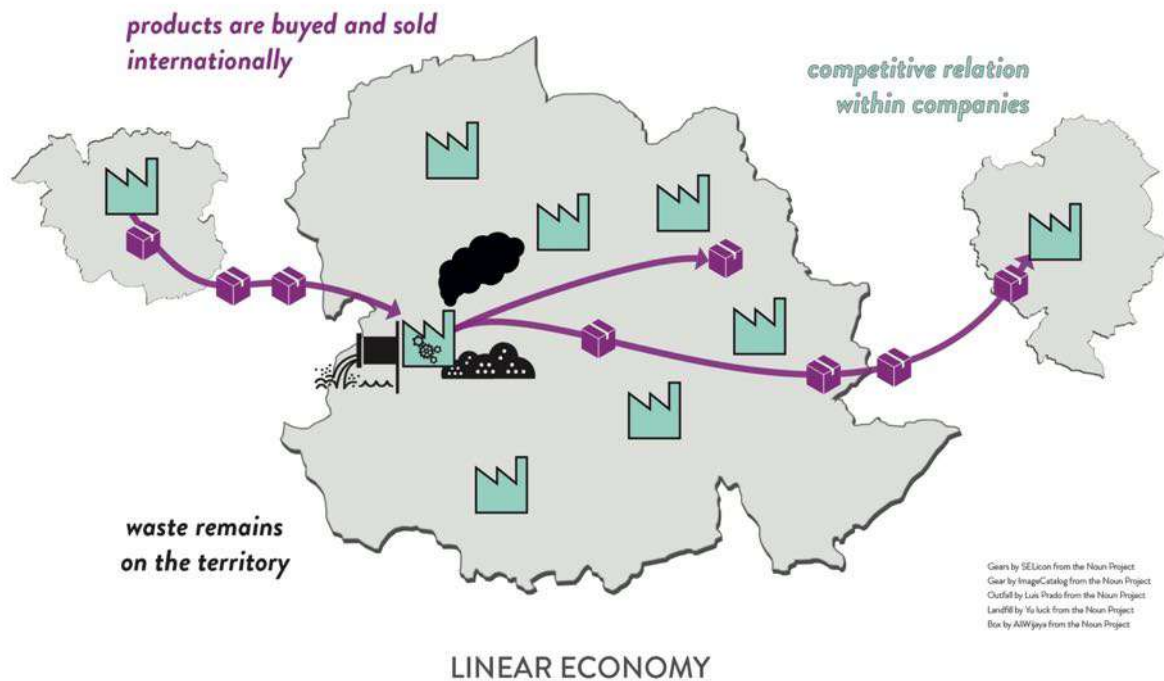 products are buyed and sold
internationally
competitive relation
within companies
waste remains
on the territory
Gears by SELicon from the Noun Project
Gear by ImageCatalog from the Noun Project
Outfall by Luis Prado from the Noun Project
Landfill by Yu luck from the Noun Project
Box by AliWijaya from the Noun Project
LINEAR ECONOMY